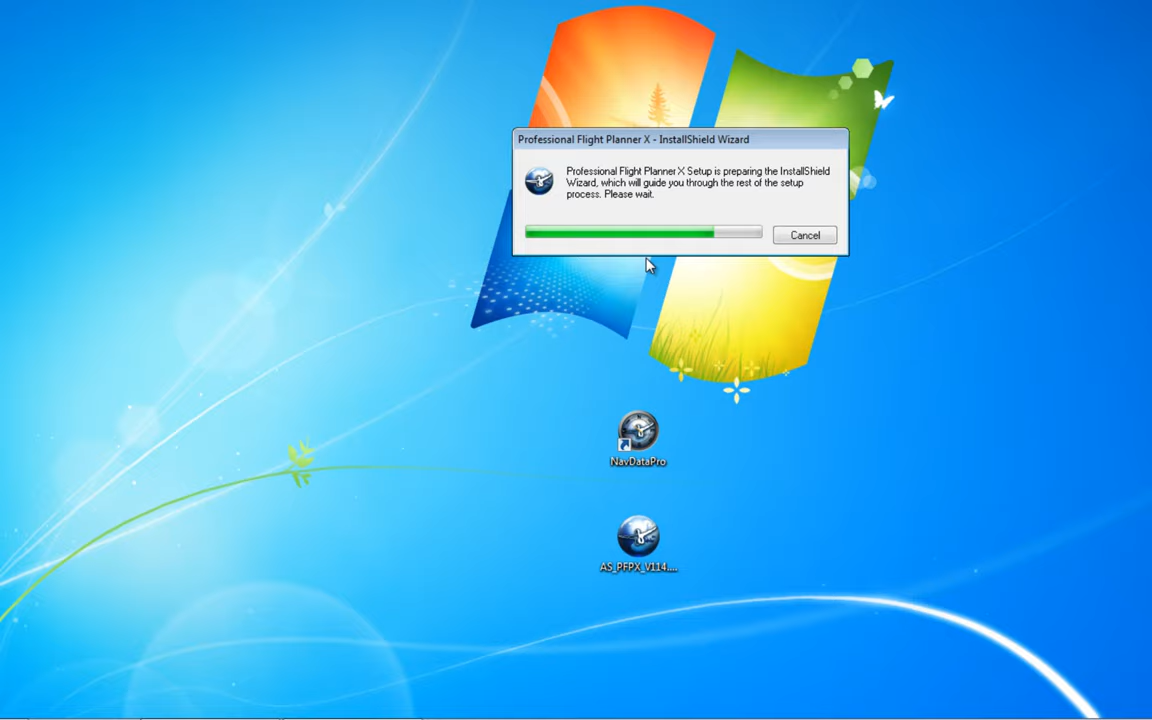 Professional Flight Planner X - InstallShield Wizard
Professional Flight Planner X Setup is preparing the InstallShield
Wizard, which will guide you through the rest of the setup
process. Please wait.
Cancel
NavDataPro
AS_PFPX_V114....